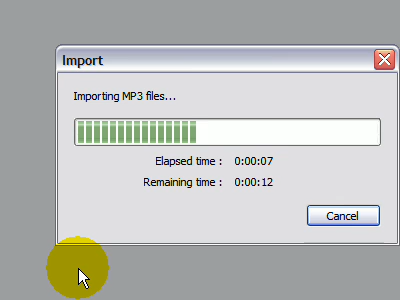 Import
Importing MP3 files...
Elapsed time : 0:00:07
Remaining time : 0:00:12
Cancel